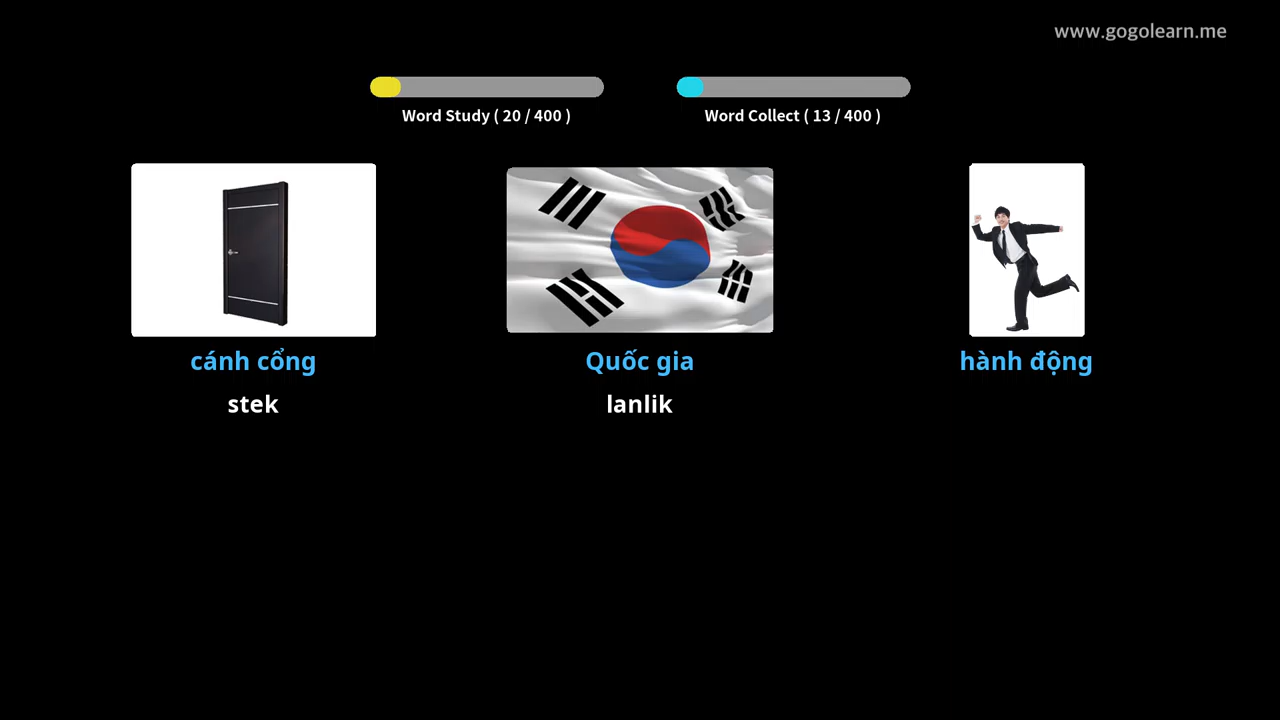 www.gogolearn.me
Word Study ( 20 / 400 )
Word Collect ( 13 / 400 )
cánh cổng
Quốc gia
hành động
stek
lanlik